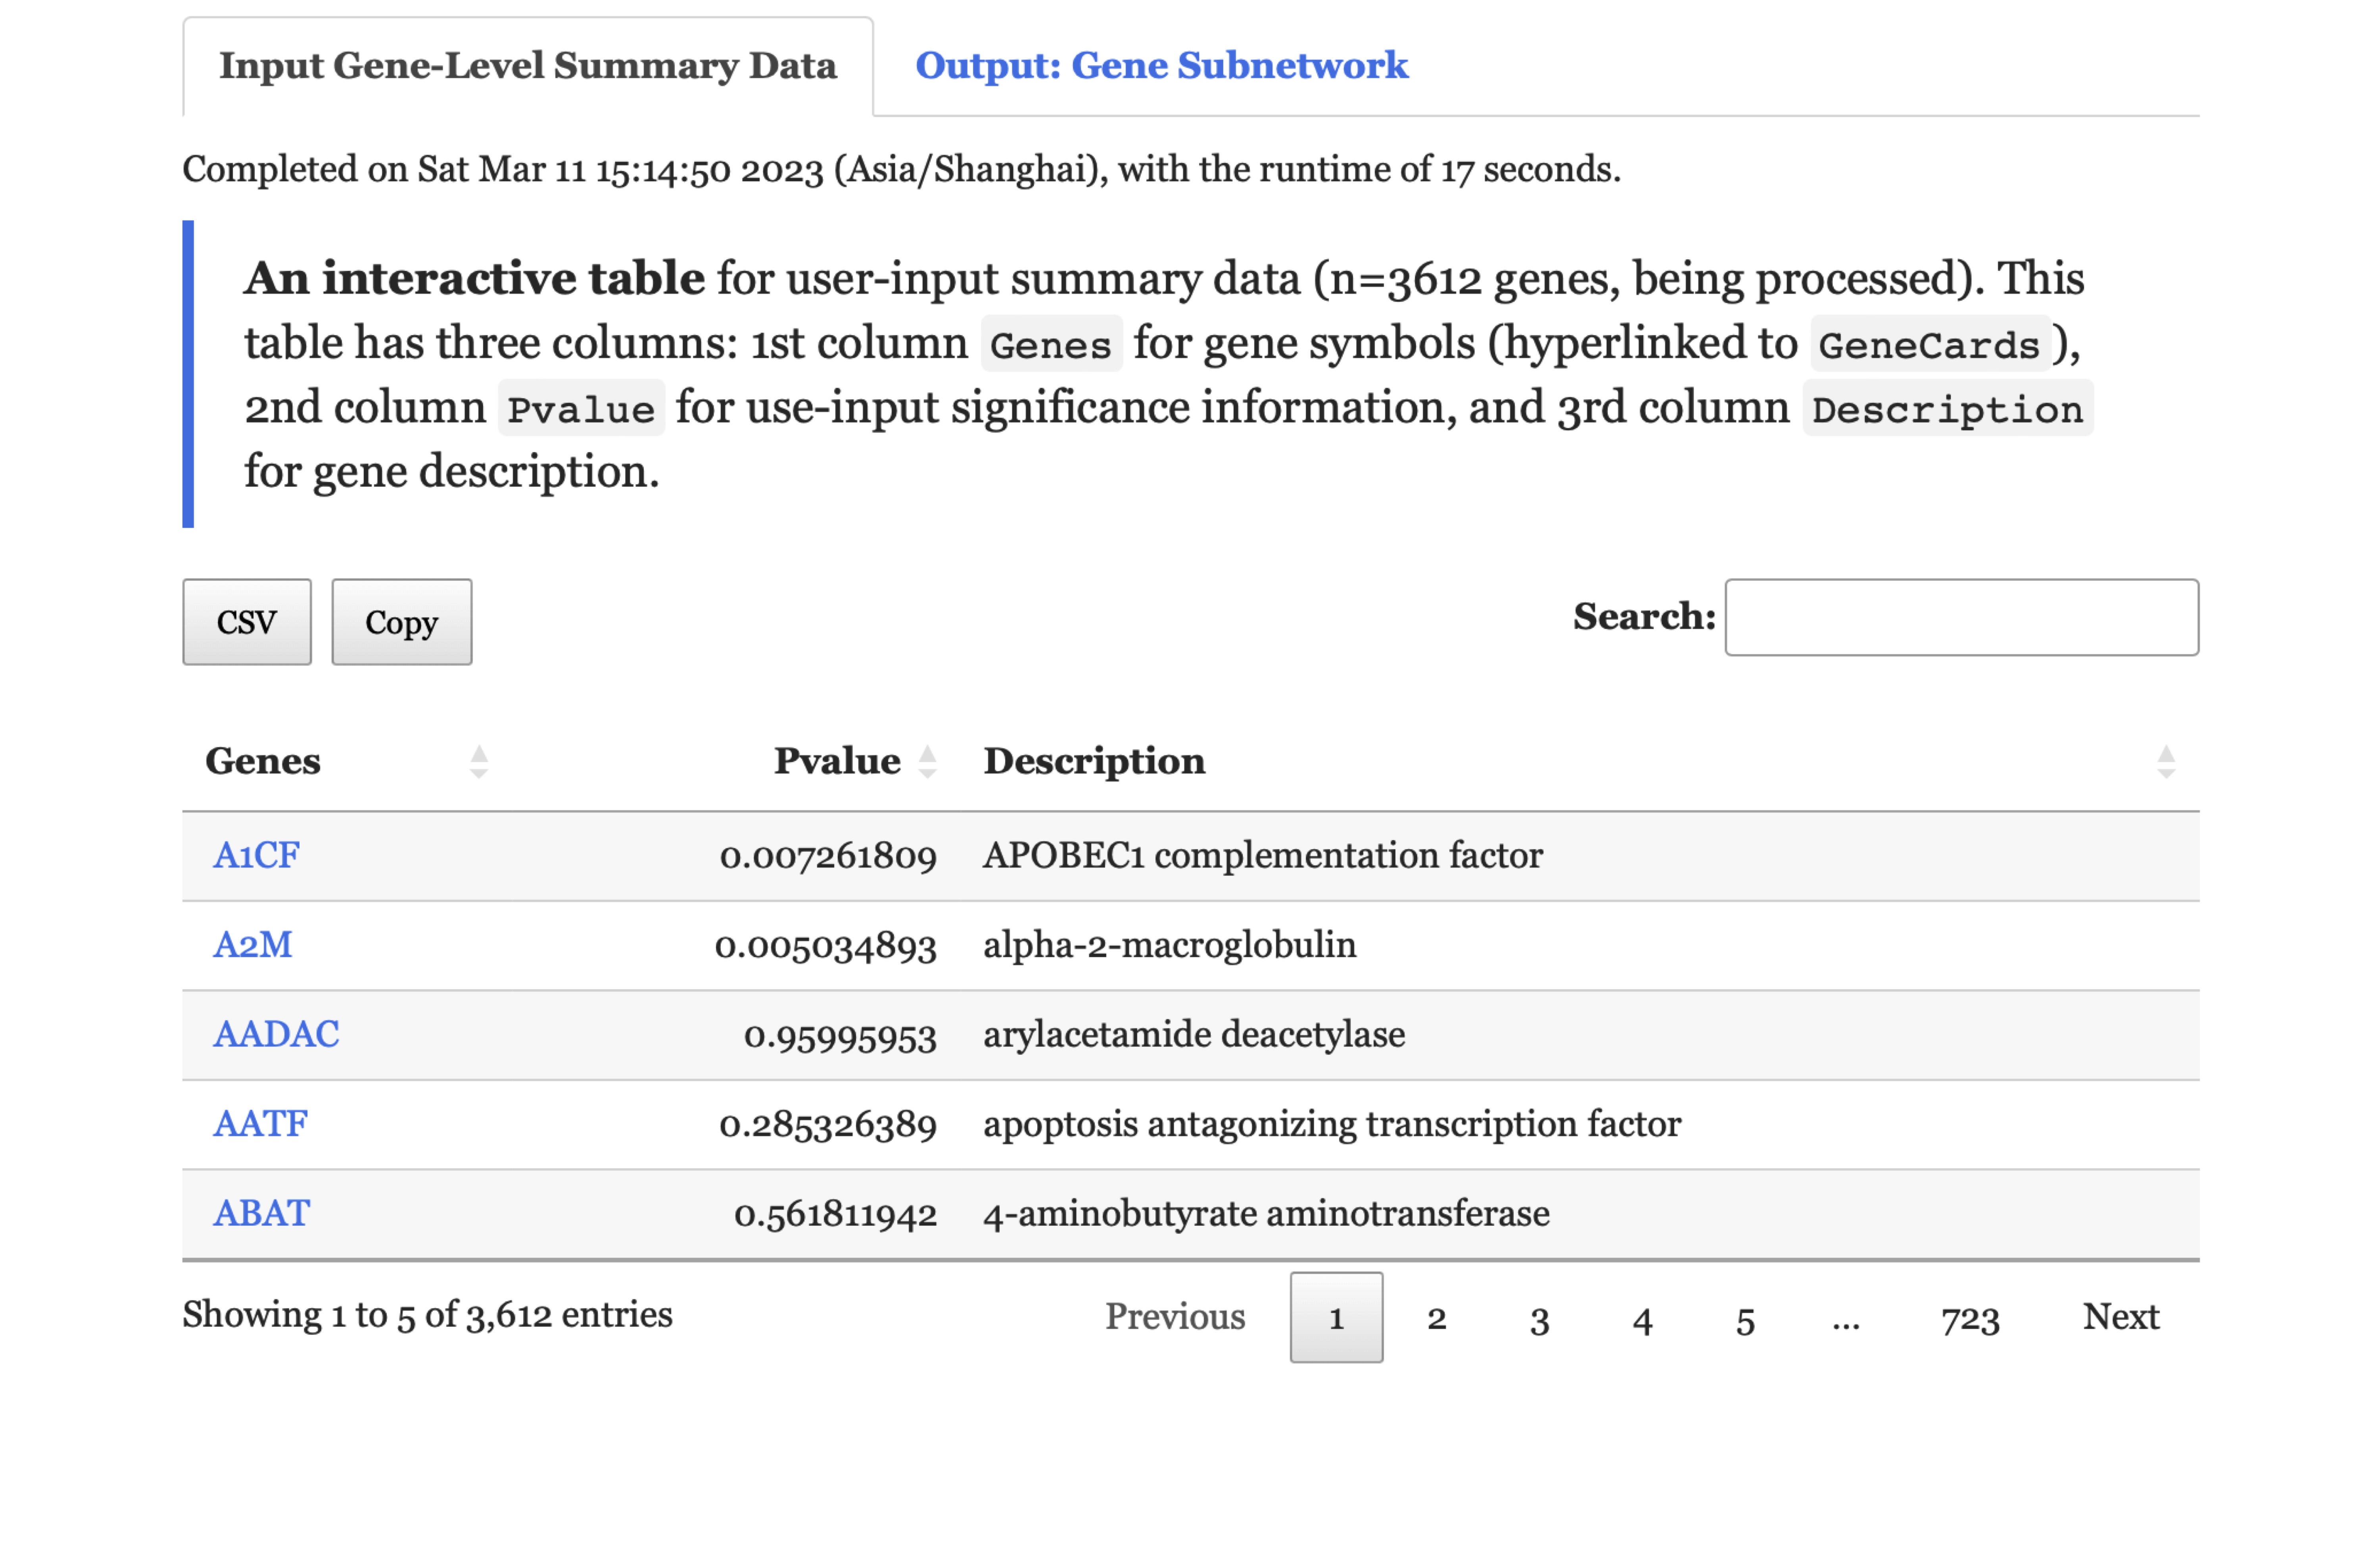 Input Gene-Level Summary Data Output: Gene Subnetwork
Completed on Sat Mar 11 15:14:50 2023 (Asia/Shanghai), with the runtime of 17 seconds.
An interactive table for user-input summary data (n=3612 genes, being processed). This
table has three columns: 1st column Genes for gene symbols (hyperlinked to GeneCards),
2nd column Pvalue for use-input significance information, and 3rd column Description
for gene description.
CSV Copy Search:
Genes Pvalue Description
A1CF 0.007261809 APOBEC1 complementation factor
A2M 0.005034893 alpha-2-macroglobulin
AADAC 0.95995953 arylacetamide deacetylase
AATF 0.285326389 apoptosis antagonizing transcription factor
ABAT 0.561811942 4-aminobutyrate aminotransferase
Showing 1 to 5 of 3,612 entries Previous 1 2 3 4 5 ... 723 Next